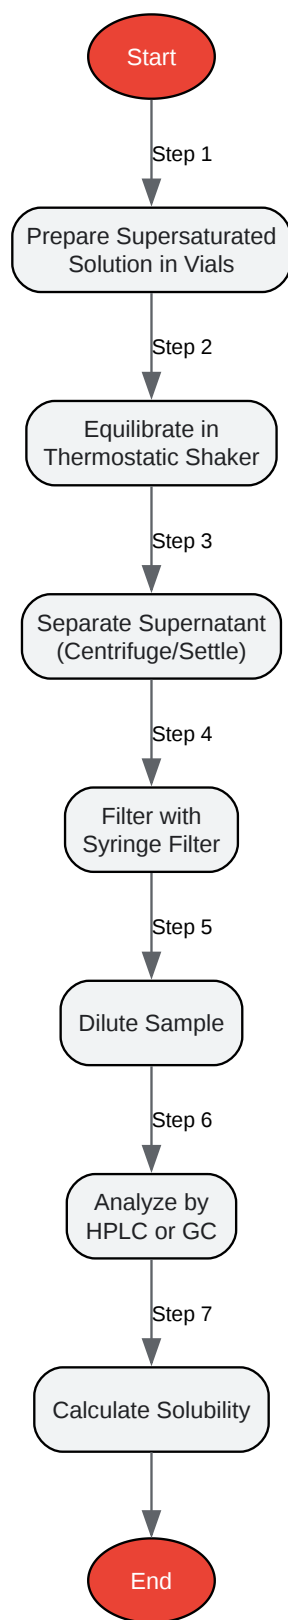 Start
Step 1
Prepare Supersaturated
Solution in Vials
Step 2
Equilibrate in
Thermostatic Shaker
Step 3
Separate Supernatant
(Centrifuge/Settle)
Step 4
Filter with
Syringe Filter
Step 5
Dilute Sample
Step 6
Analyze by
HPLC or GC
Step 7
Calculate Solubility
End